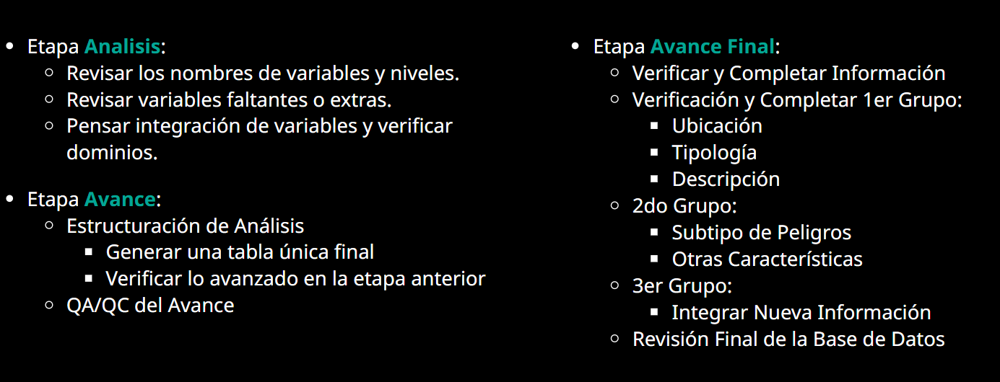 Etapa Analisis:
Revisar los nombres de variables y niveles.
Revisar variables faltantes o extras.
Pensar integración de variables y verificar
dominios.
Etapa Avance:
Estructuración de Análisis
Generar una tabla única final
Verificar lo avanzado en la etapa anterior
QA/QC del Avance
Etapa Avance Final:
Verificar y Completar Información
Verificación y Completar 1er Grupo:
Ubicación
Tipología
Descripción
2do Grupo:
Subtipo de Peligros
Otras Características
3er Grupo:
Integrar Nueva Información
Revisión Final de la Base de Datos